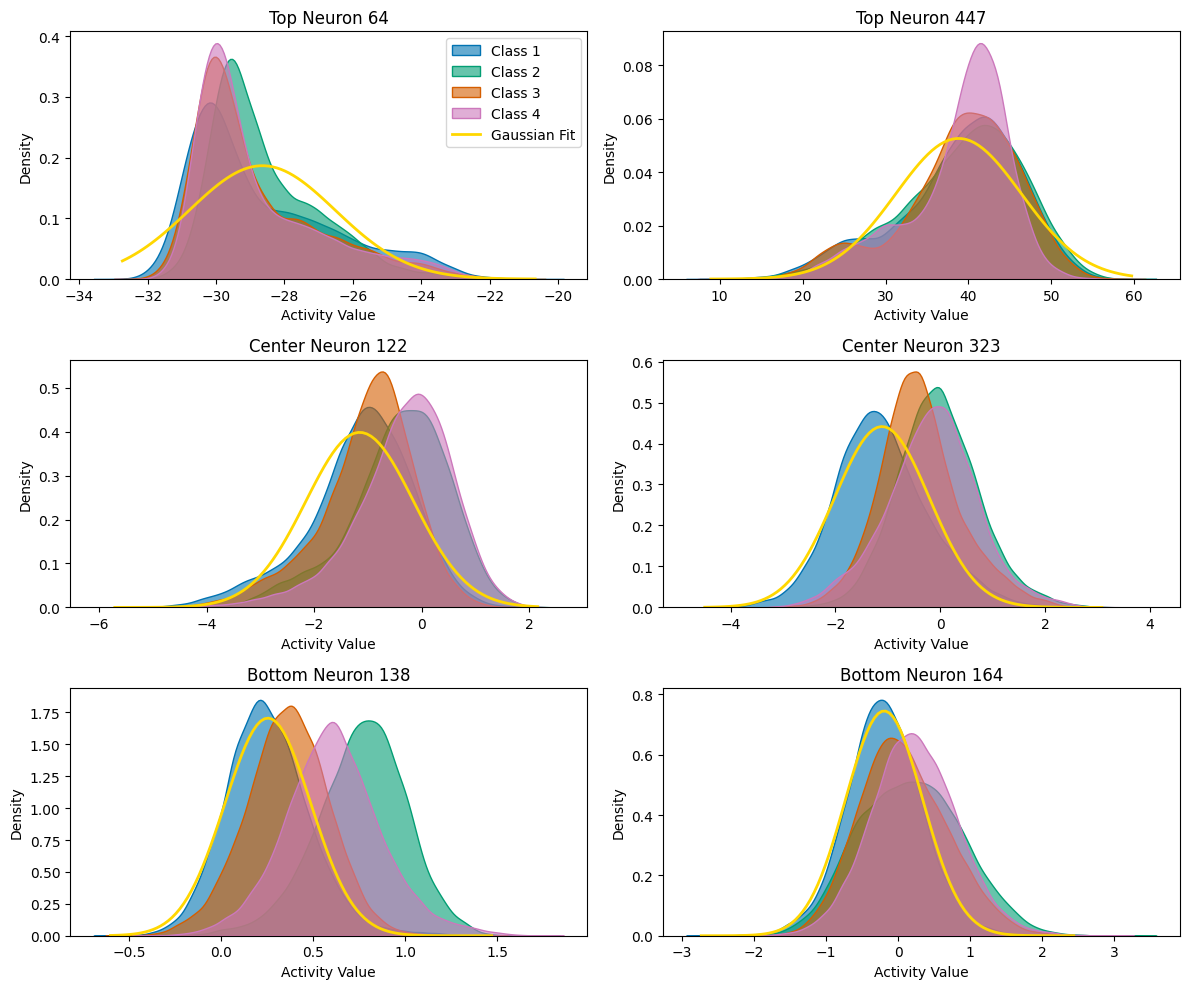 Top Neuron 64
Density
0.4
0.3
0.2
0.1
0.0
−34 −32 −30 −28 −26 −24 −22 −20
Activity Value
Class 1
Class 2
Class 3
Class 4
Gaussian Fit
Top Neuron 447
Density
0.08
0.06
0.04
0.02
0.00
10 20 30 40 50 60
Activity Value
Center Neuron 122
Density
0.5
0.4
0.3
0.2
0.1
0.0
−6 −4 −2 0 2
Activity Value
Center Neuron 323
Density
0.6
0.5
0.4
0.3
0.2
0.1
0.0
−4 −2 0 2 4
Activity Value
Bottom Neuron 138
Density
1.75
1.50
1.25
1.00
0.75
0.50
0.25
0.00
−0.5 0.0 0.5 1.0 1.5
Activity Value
Bottom Neuron 164
Density
0.8
0.6
0.4
0.2
0.0
−3 −2 −1 0 1 2 3
Activity Value